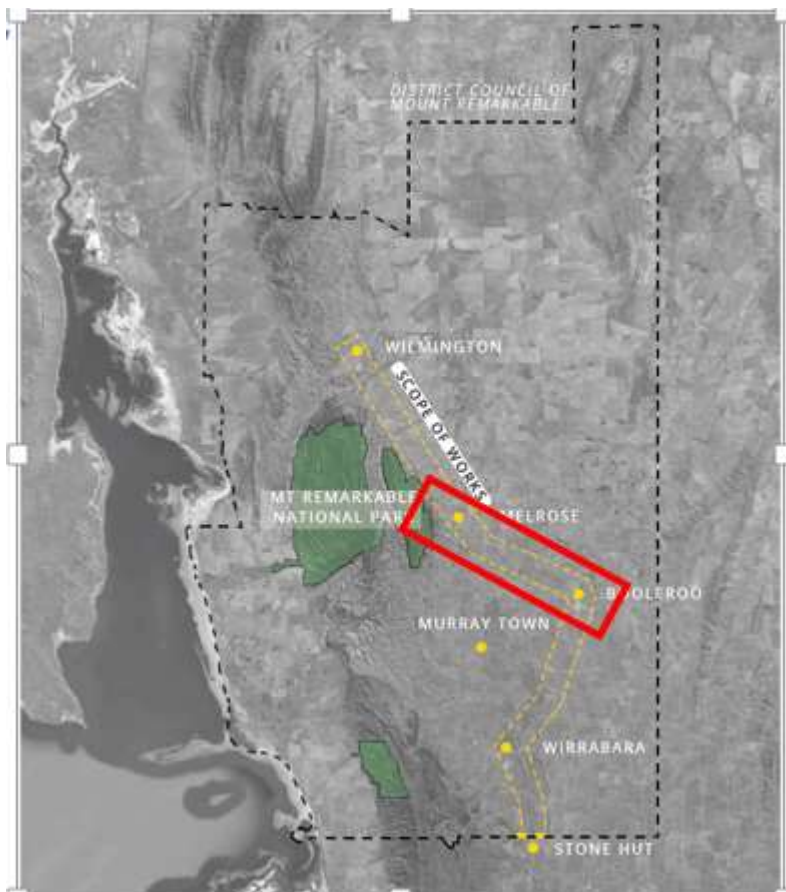 DISTRICT COUNCIL OF
MOUNT REMARKABLE
WILMINGTON
SCOPE OF WORKS
MT REMARKABLE
NATIONAL PAR
MELROSE
BOOLEROO
MURRAY TOWN
WIRRABARA
STONE HUT